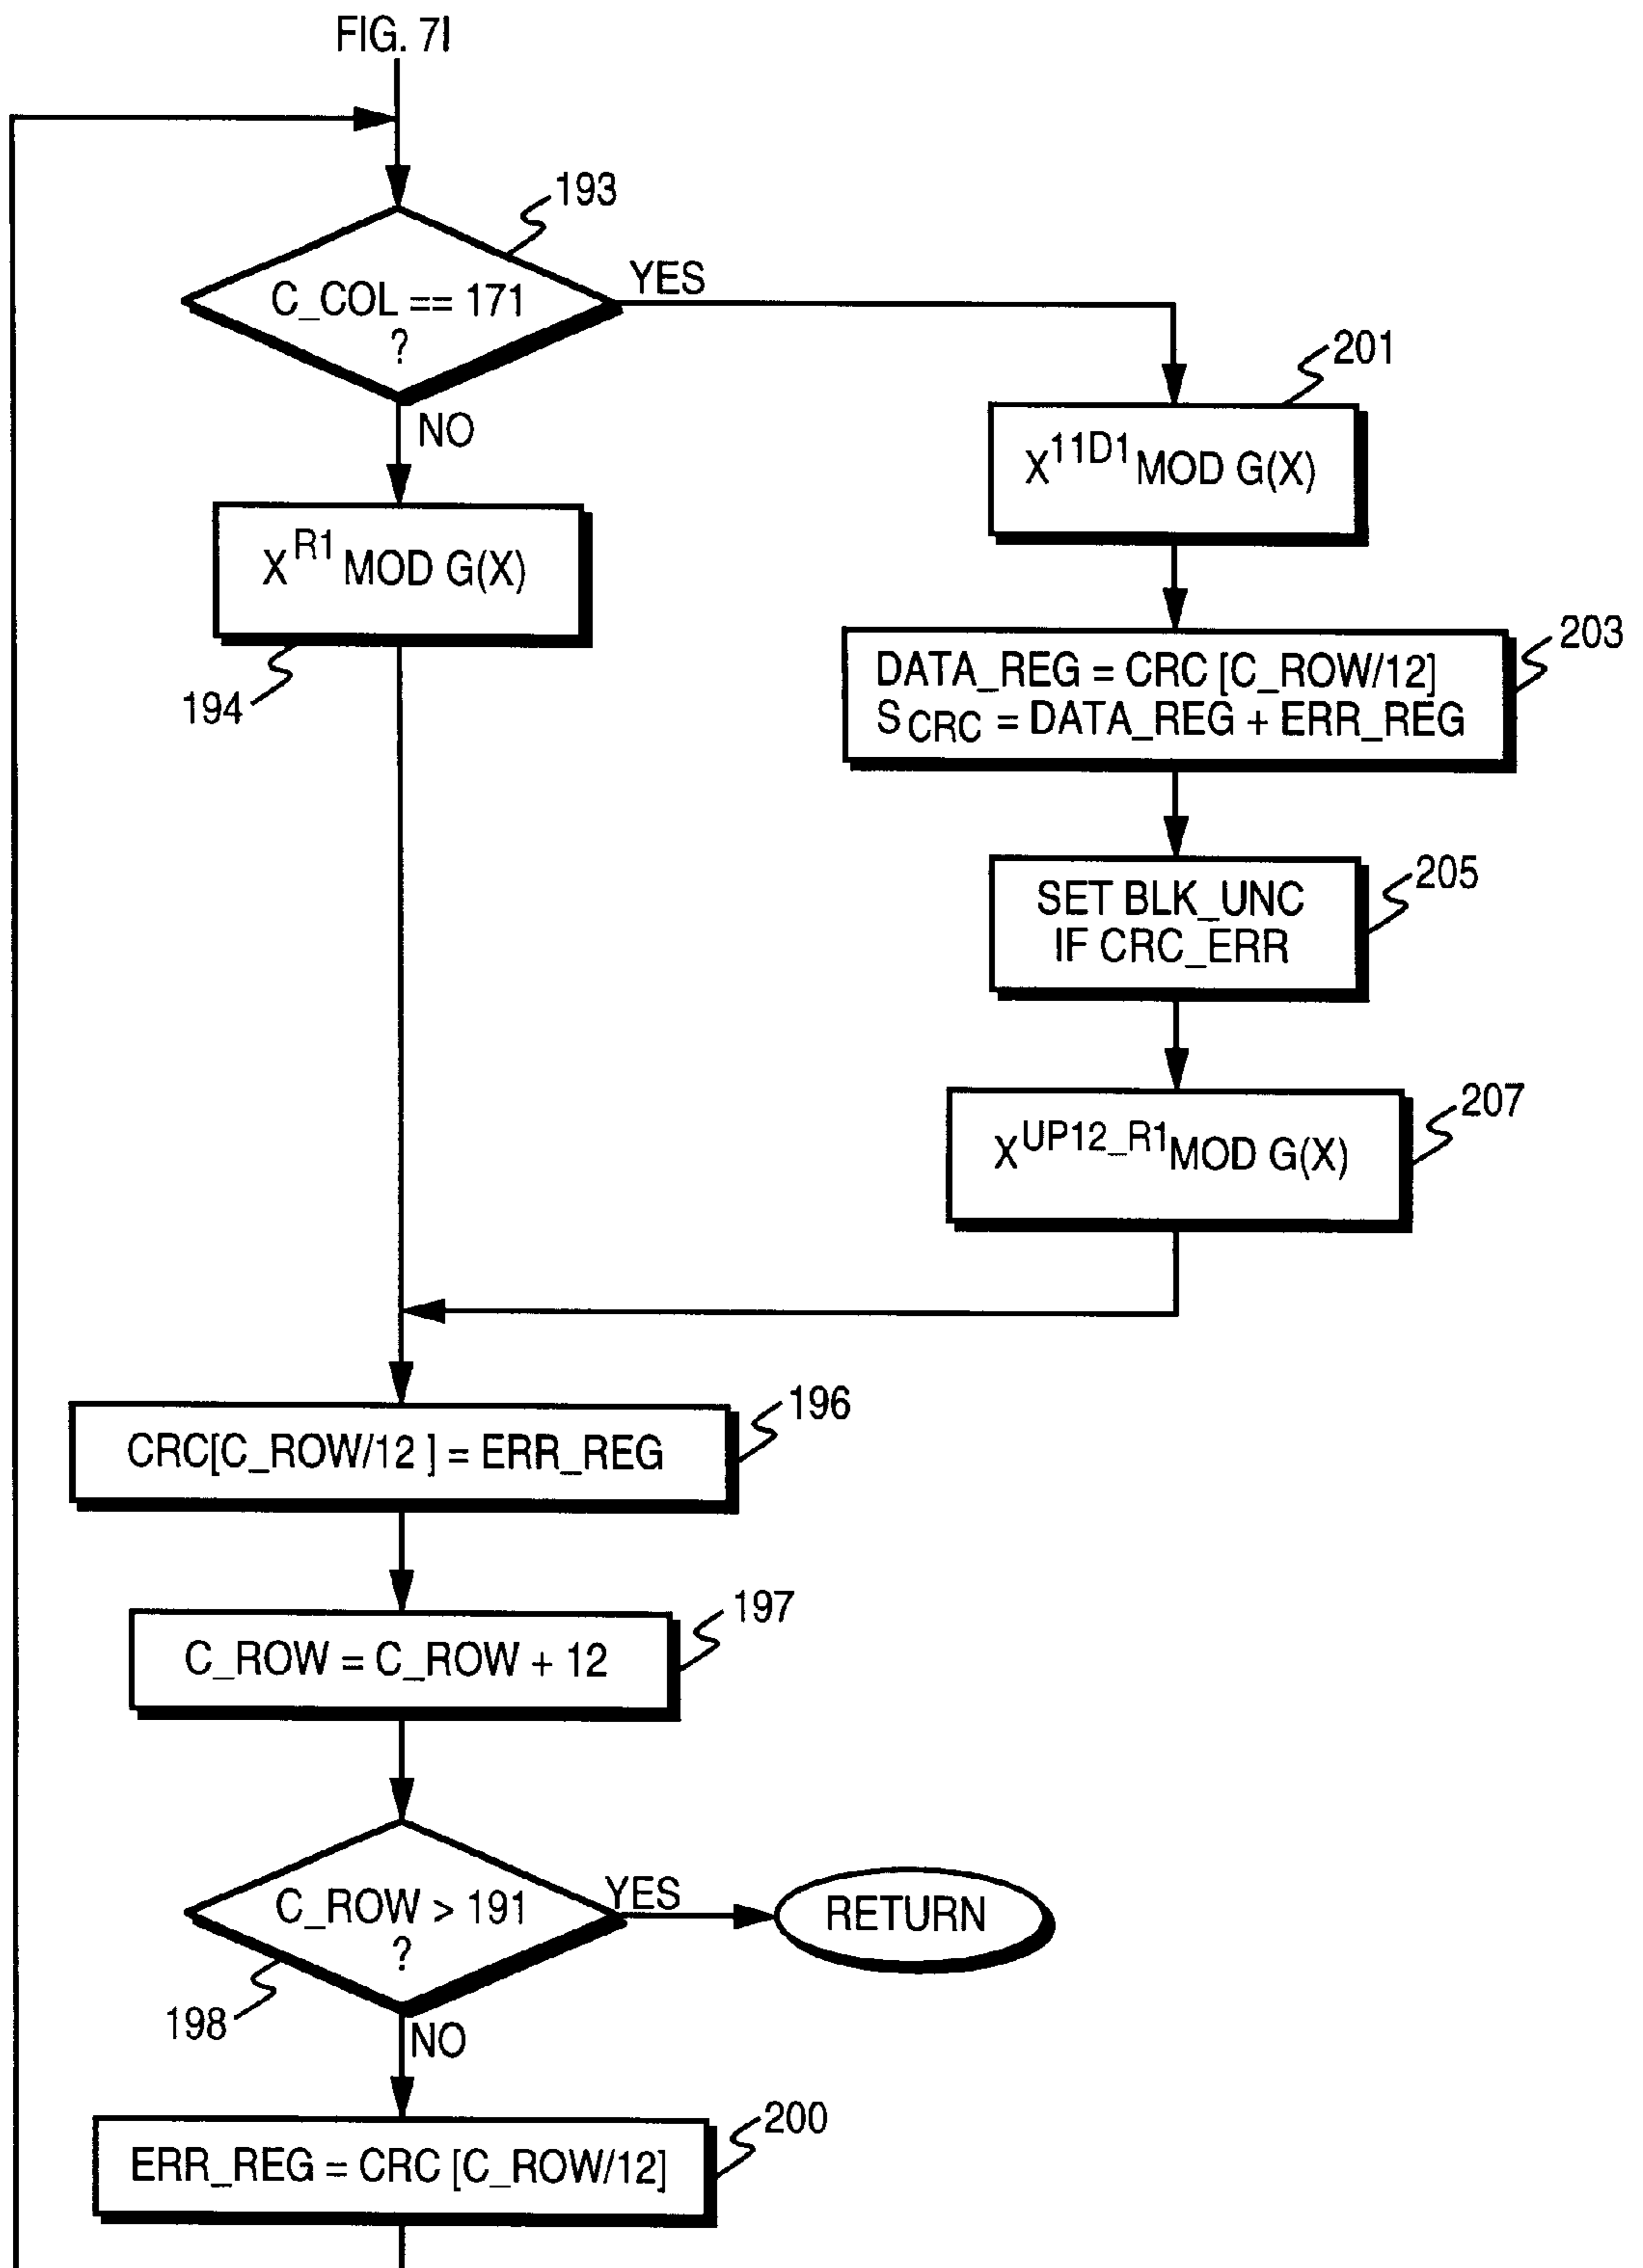 FIG. 7I
193
C_COL == 171
?
YES
NO
201
X^11D1 MOD G(X)
X^R1 MOD G(X)
194
203
DATA_REG = CRC [C_ROW/12]
S_CRC = DATA_REG + ERR_REG
205
SET BLK_UNC
IF CRC_ERR
207
X^UP12_R1 MOD G(X)
196
CRC[C_ROW/12 ] = ERR_REG
197
C_ROW = C_ROW + 12
C_ROW > 191
?
YES
RETURN
198
NO
200
ERR_REG = CRC [C_ROW/12]